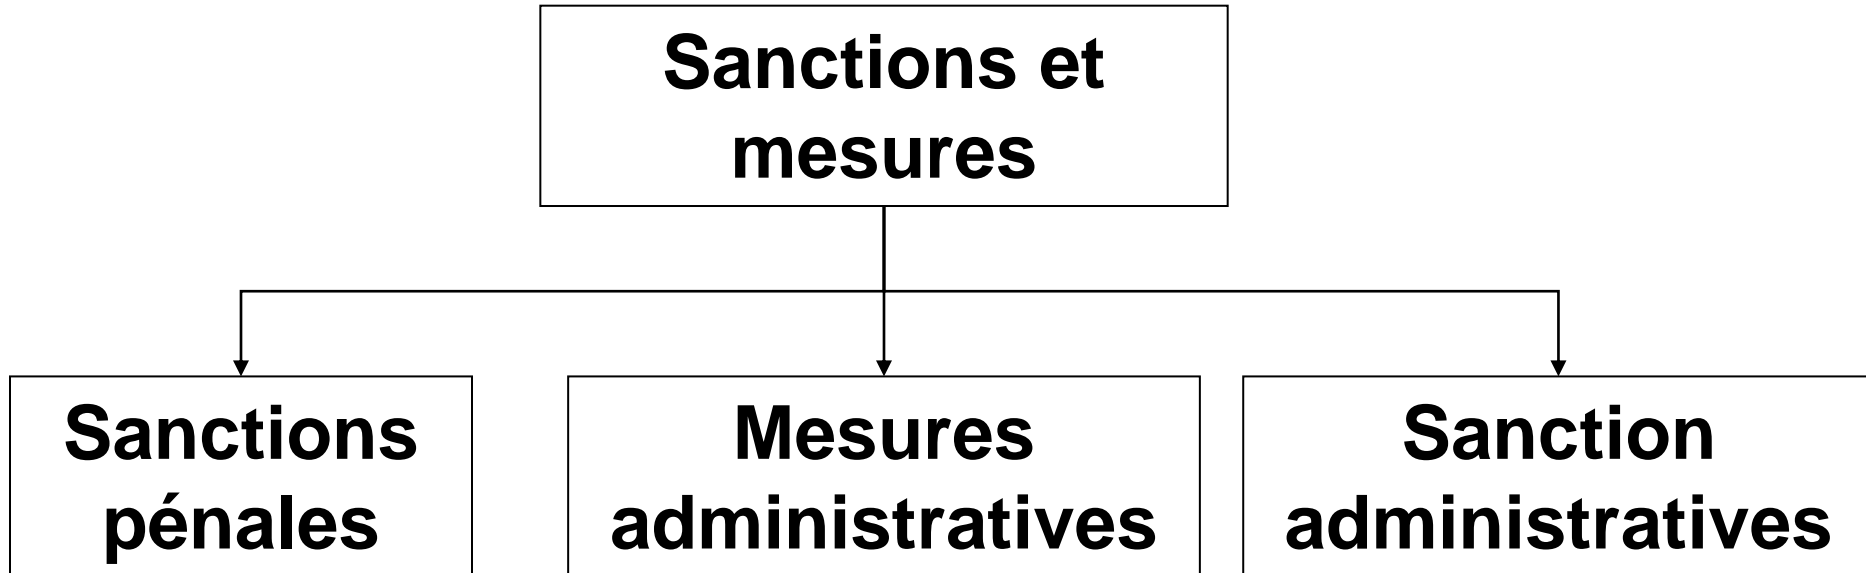 Sanctions et
mesures
Sanctions
pénales
Mesures
administratives
Sanction
administratives